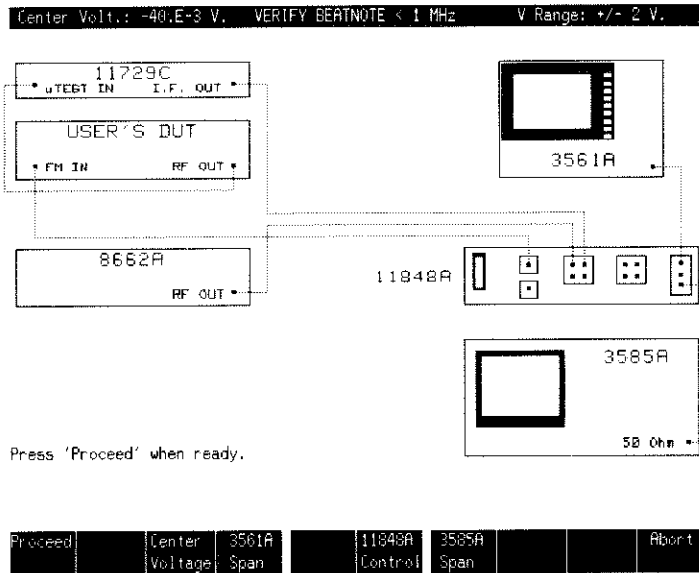 Center Volt.: -40.E-3 V. VERIFY BEATNOTE < 1 MHz V Range: +/- 2 V.
11729C
uTEST IN I.F. OUT
USER'S DUT
FM IN RF OUT
3561A
8662A
RF OUT
11848A
3585A
50 Ohm
Press 'Proceed' when ready.
Proceed Center Voltage 3561A Span 11848A Control 3585A Span Abort